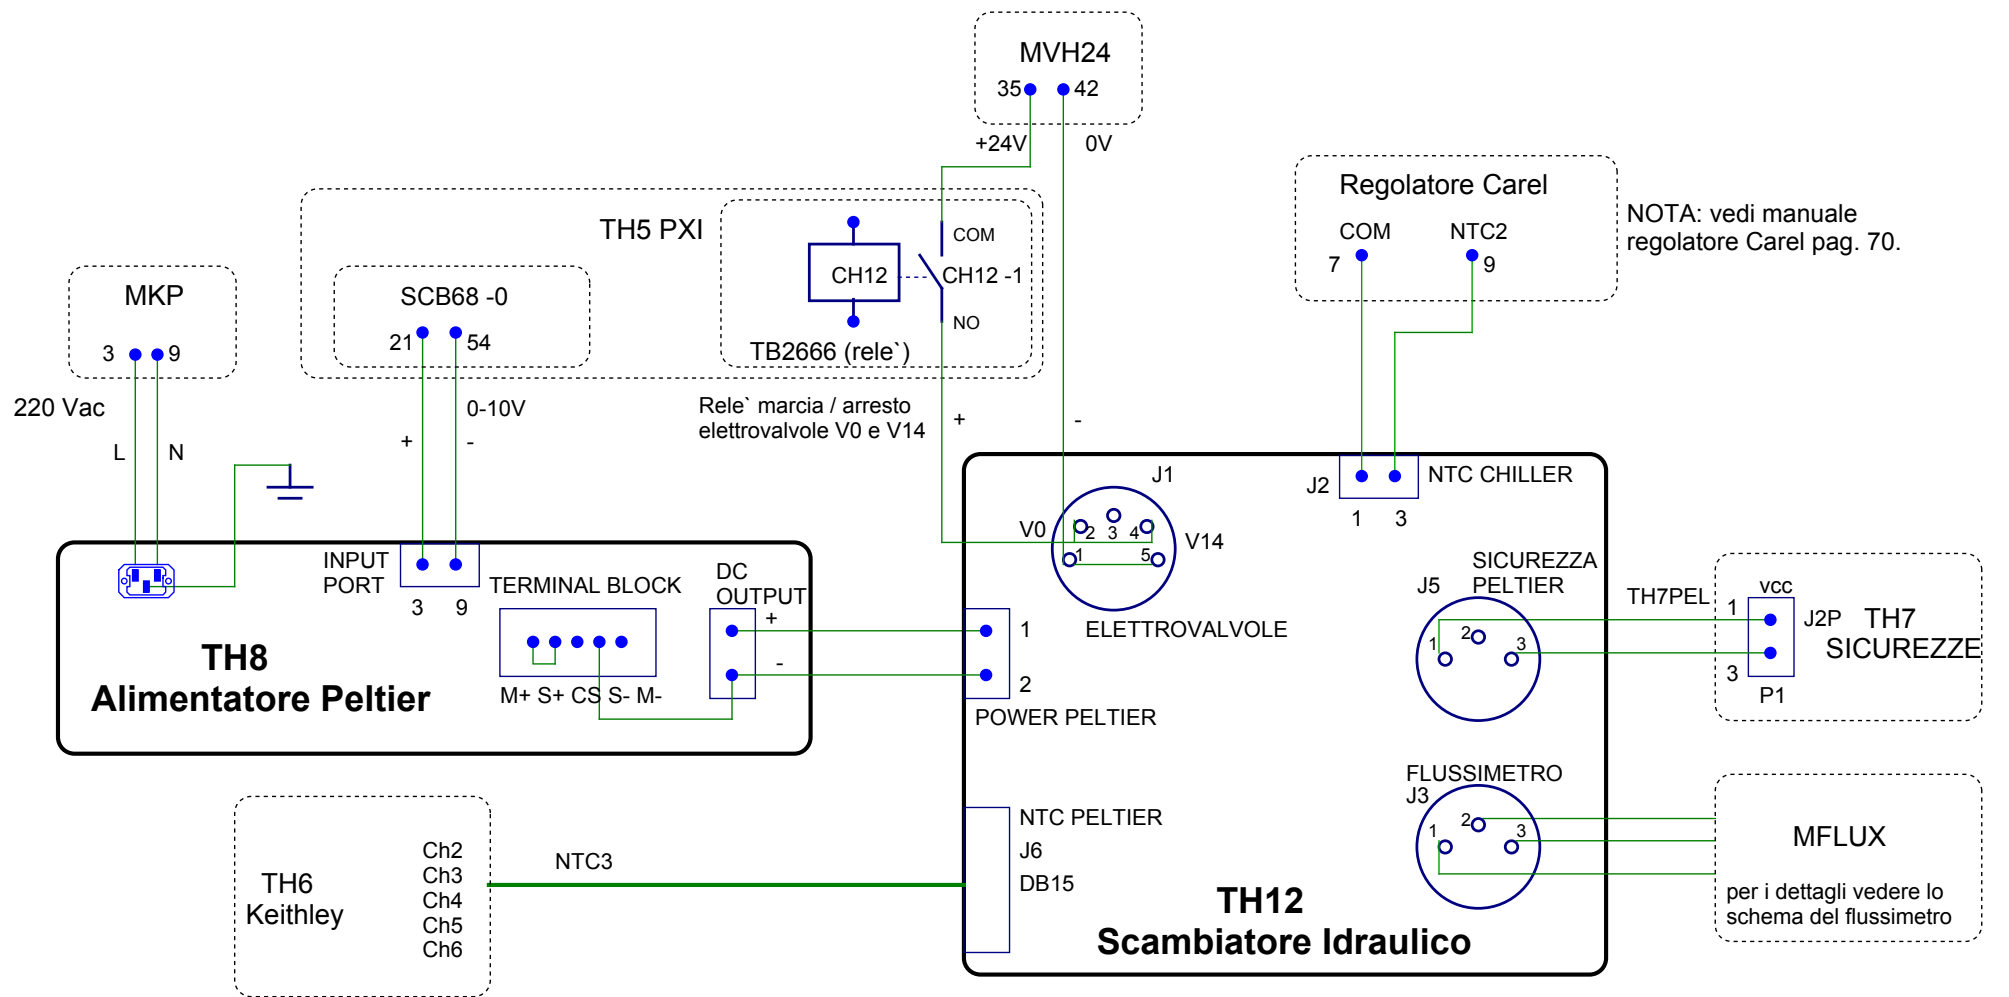 MVH24
35
42
+24V
0V
Regolatore Carel
COM
NTC2
7
9
NOTA: vedi manuale
regolatore Carel pag. 70.
TH5 PXI
COM
CH12
CH12 -1
NO
TB2666 (rele`)
SCB68 -0
21
54
MKP
3
9
220 Vac
L
N
0-10V
+
-
Rele` marcia / arresto
elettrovalvole V0 e V14
+
-
J1
V0
2
3
4
1
5
V14
ELETTROVALVOLE
J2
NTC CHILLER
1
3
INPUT
PORT
3
9
TERMINAL BLOCK
M+ S+ CS S- M-
DC
OUTPUT
+
-
TH8
Alimentatore Peltier
1
2
POWER PELTIER
SICUREZZA
PELTIER
J5
1
2
3
TH7PEL
vcc
1
3
J2P
P1
TH7
SICUREZZE
FLUSSIMETRO
J3
1
2
3
MFLUX
per i dettagli vedere lo
schema del flussimetro
NTC PELTIER
J6
DB15
TH12
Scambiatore Idraulico
NTC3
TH6
Keithley
Ch2
Ch3
Ch4
Ch5
Ch6